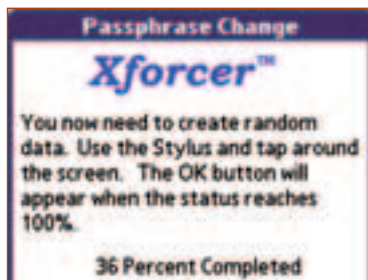 Passphrase Change
Xforcer™
You now need to create random
data. Use the Stylus and tap around
the screen. The OK button will
appear when the status reaches
100%.
36 Percent Completed